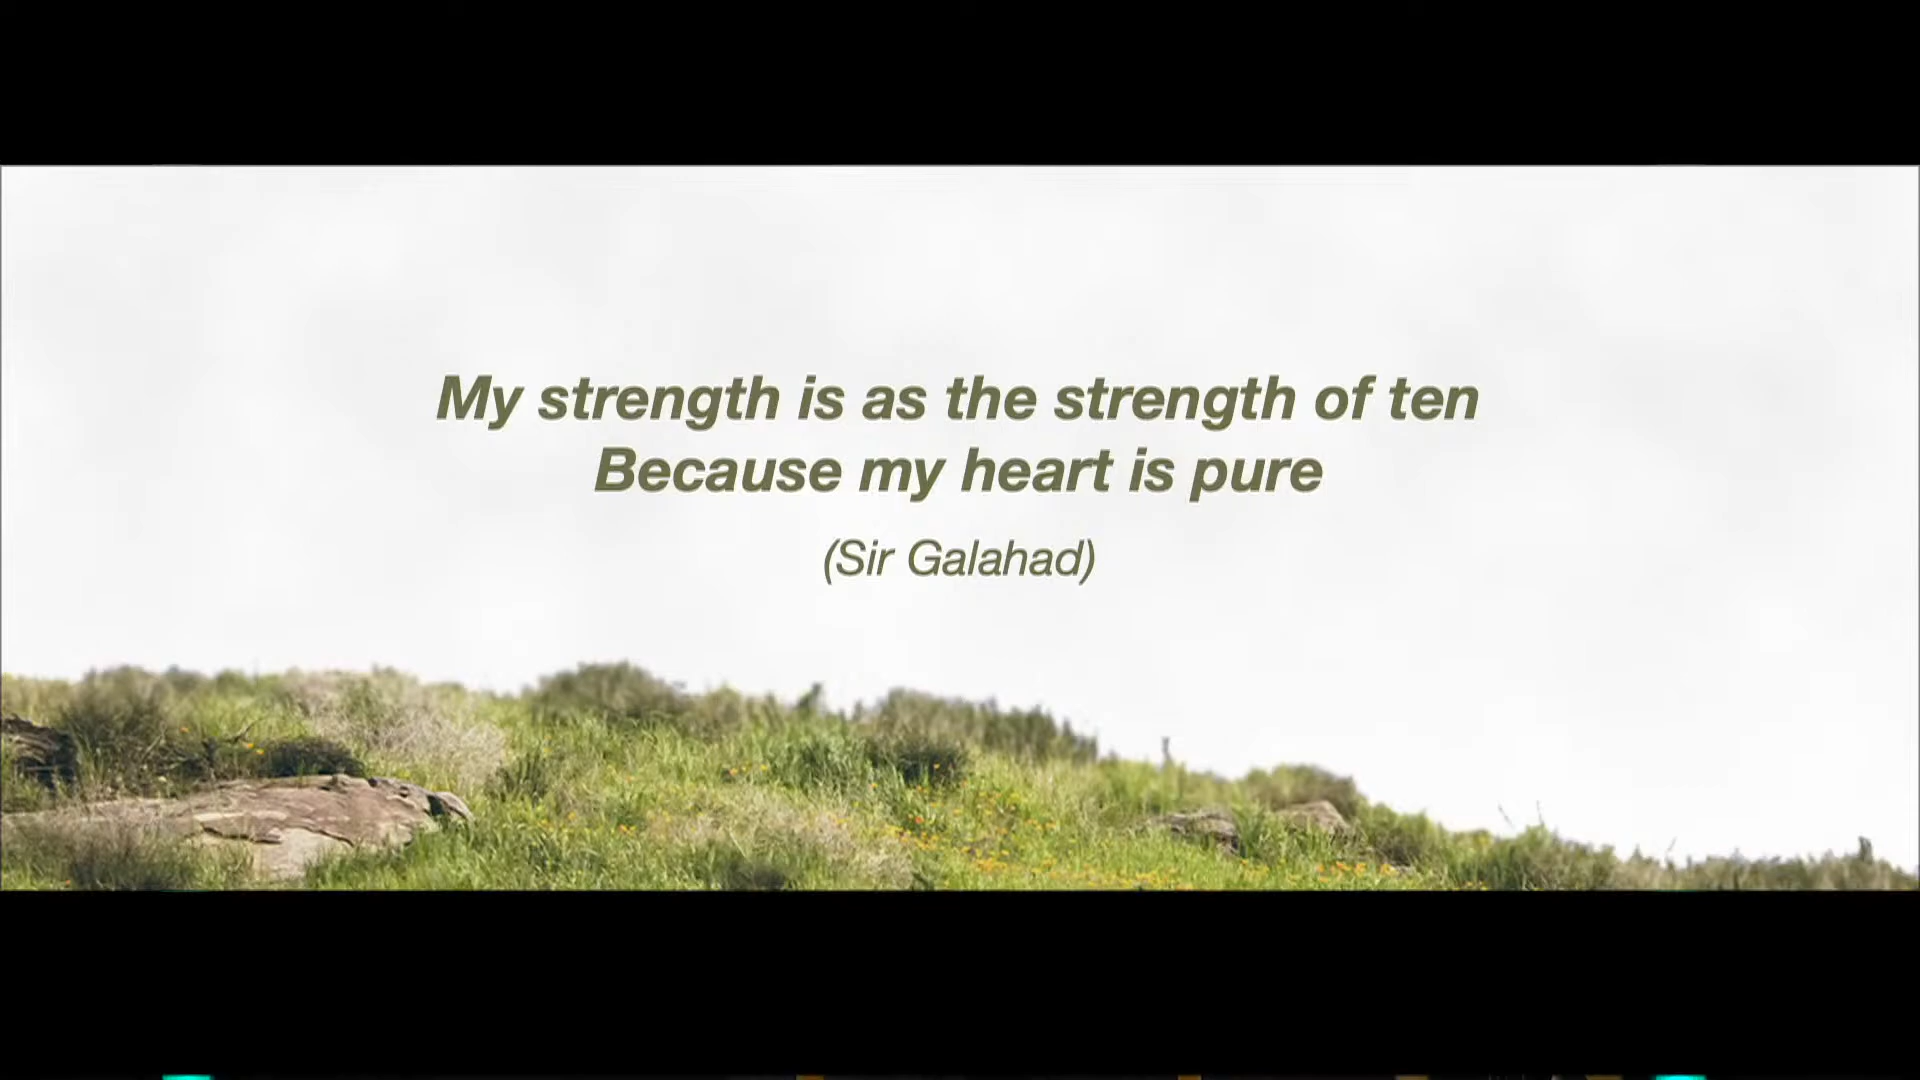 My strength is as the strength of ten
Because my heart is pure
(Sir Galahad)